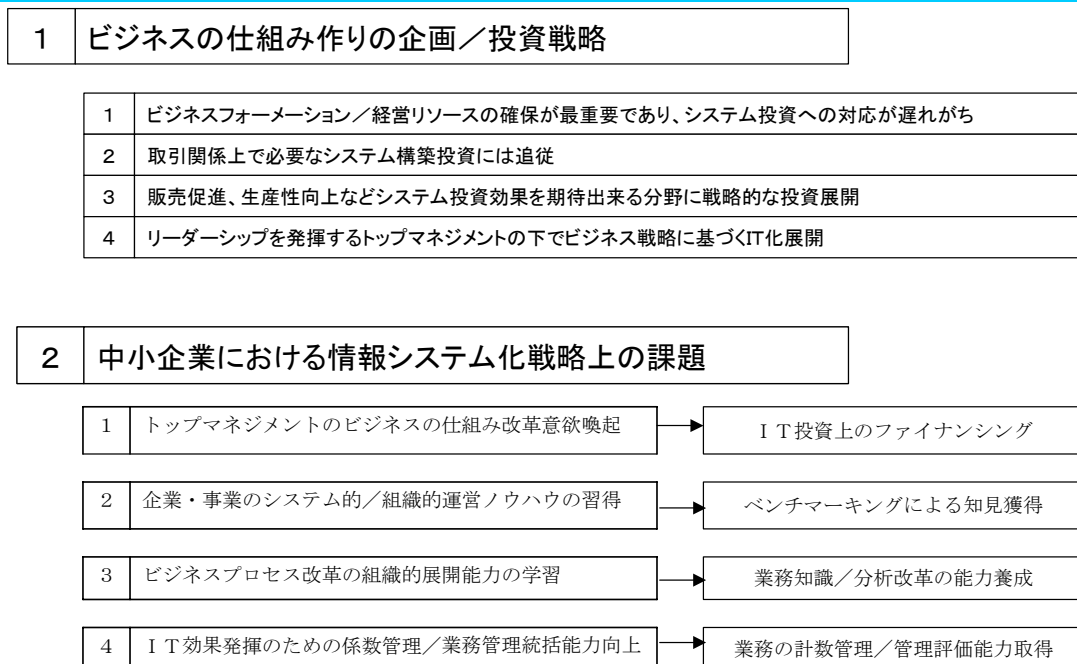 1 ビジネスの仕組み作りの企画／投資戦略
1 ビジネスフォーメーション／経営リソースの確保が最重要であり、システム投資への対応が遅れがち
2 取引関係上で必要なシステム構築投資には追従
3 販売促進、生産性向上などシステム投資効果を期待出来る分野に戦略的な投資展開
4 リーダーシップを発揮するトップマネジメントの下でビジネス戦略に基づくIT化展開
2 中小企業における情報システム化戦略上の課題
1 トップマネジメントのビジネスの仕組み改革意欲喚起 ＩＴ投資上のファイナンシング
2 企業・事業のシステム的／組織的運営ノウハウの習得 ベンチマーキングによる知見獲得
3 ビジネスプロセス改革の組織的展開能力の学習 業務知識／分析改革の能力養成
4 ＩＴ効果発揮のための係数管理／業務管理統括能力向上 業務の計数管理／管理評価能力取得